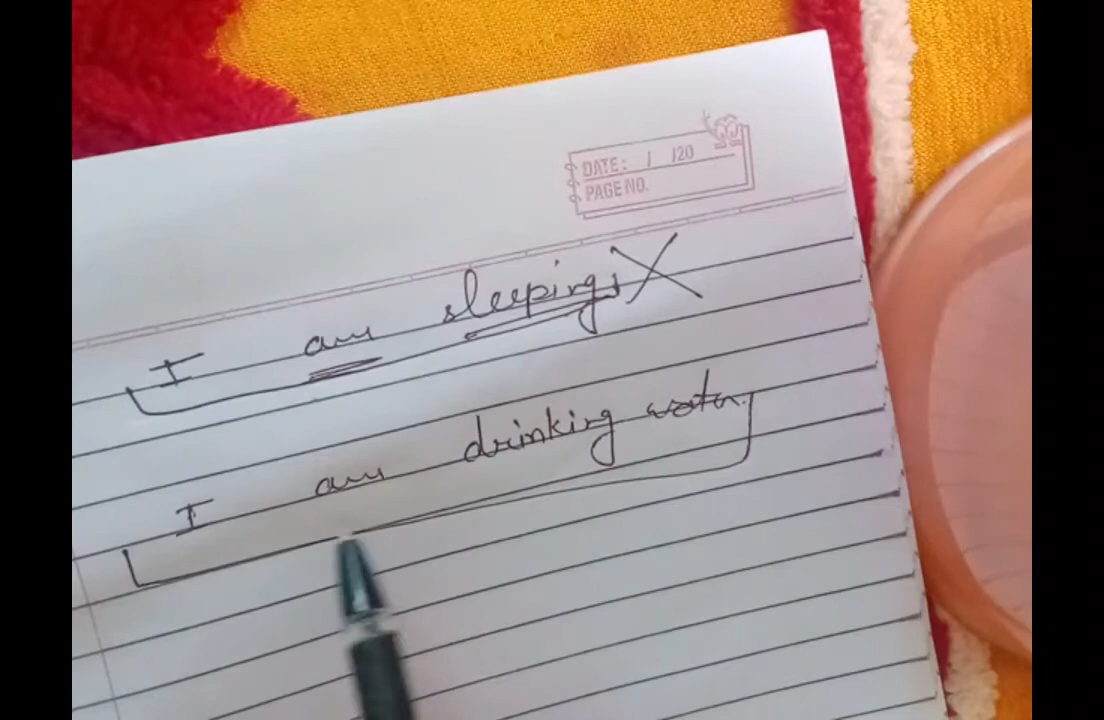 DATE: / /20
PAGE NO.
I am sleeping
I am drinking water.